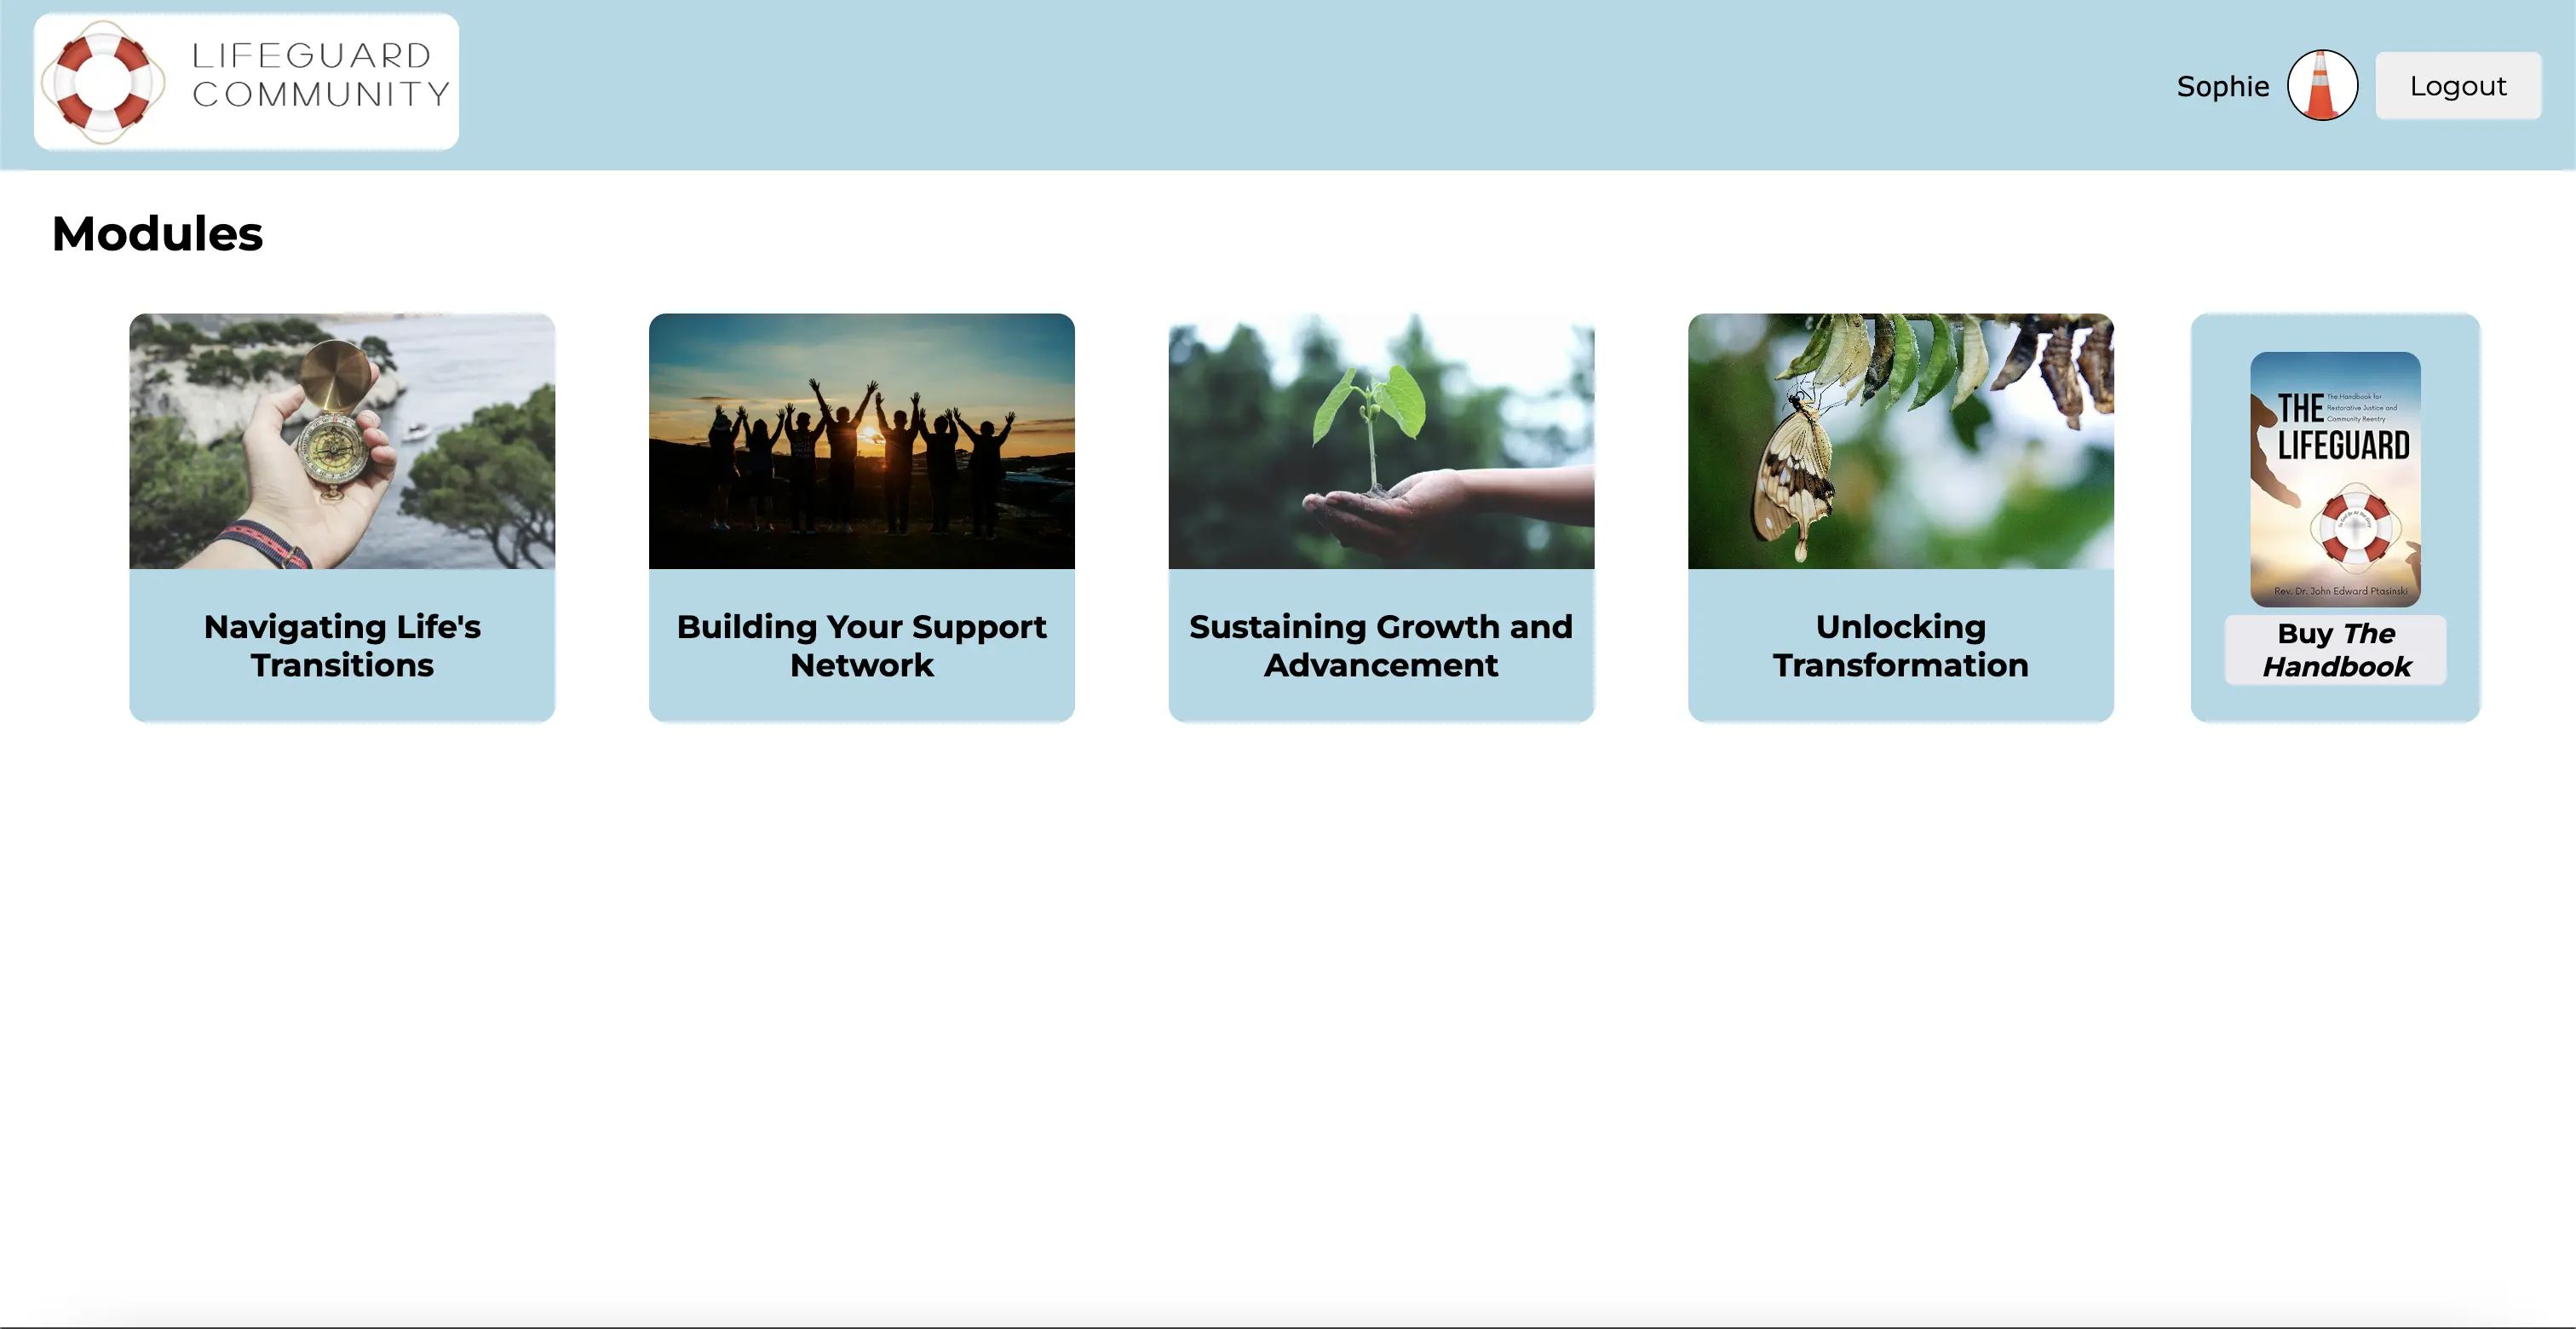 LIFEGUARD
COMMUNITY
Sophie
Logout
Modules
Navigating Life's
Transitions
Building Your Support
Network
Sustaining Growth and
Advancement
Unlocking
Transformation
THE
The Handbook for
Restorative Justice and
Community Reentry
LIFEGUARD
Rev. Dr. John Edward Ptasinski
Buy The
Handbook